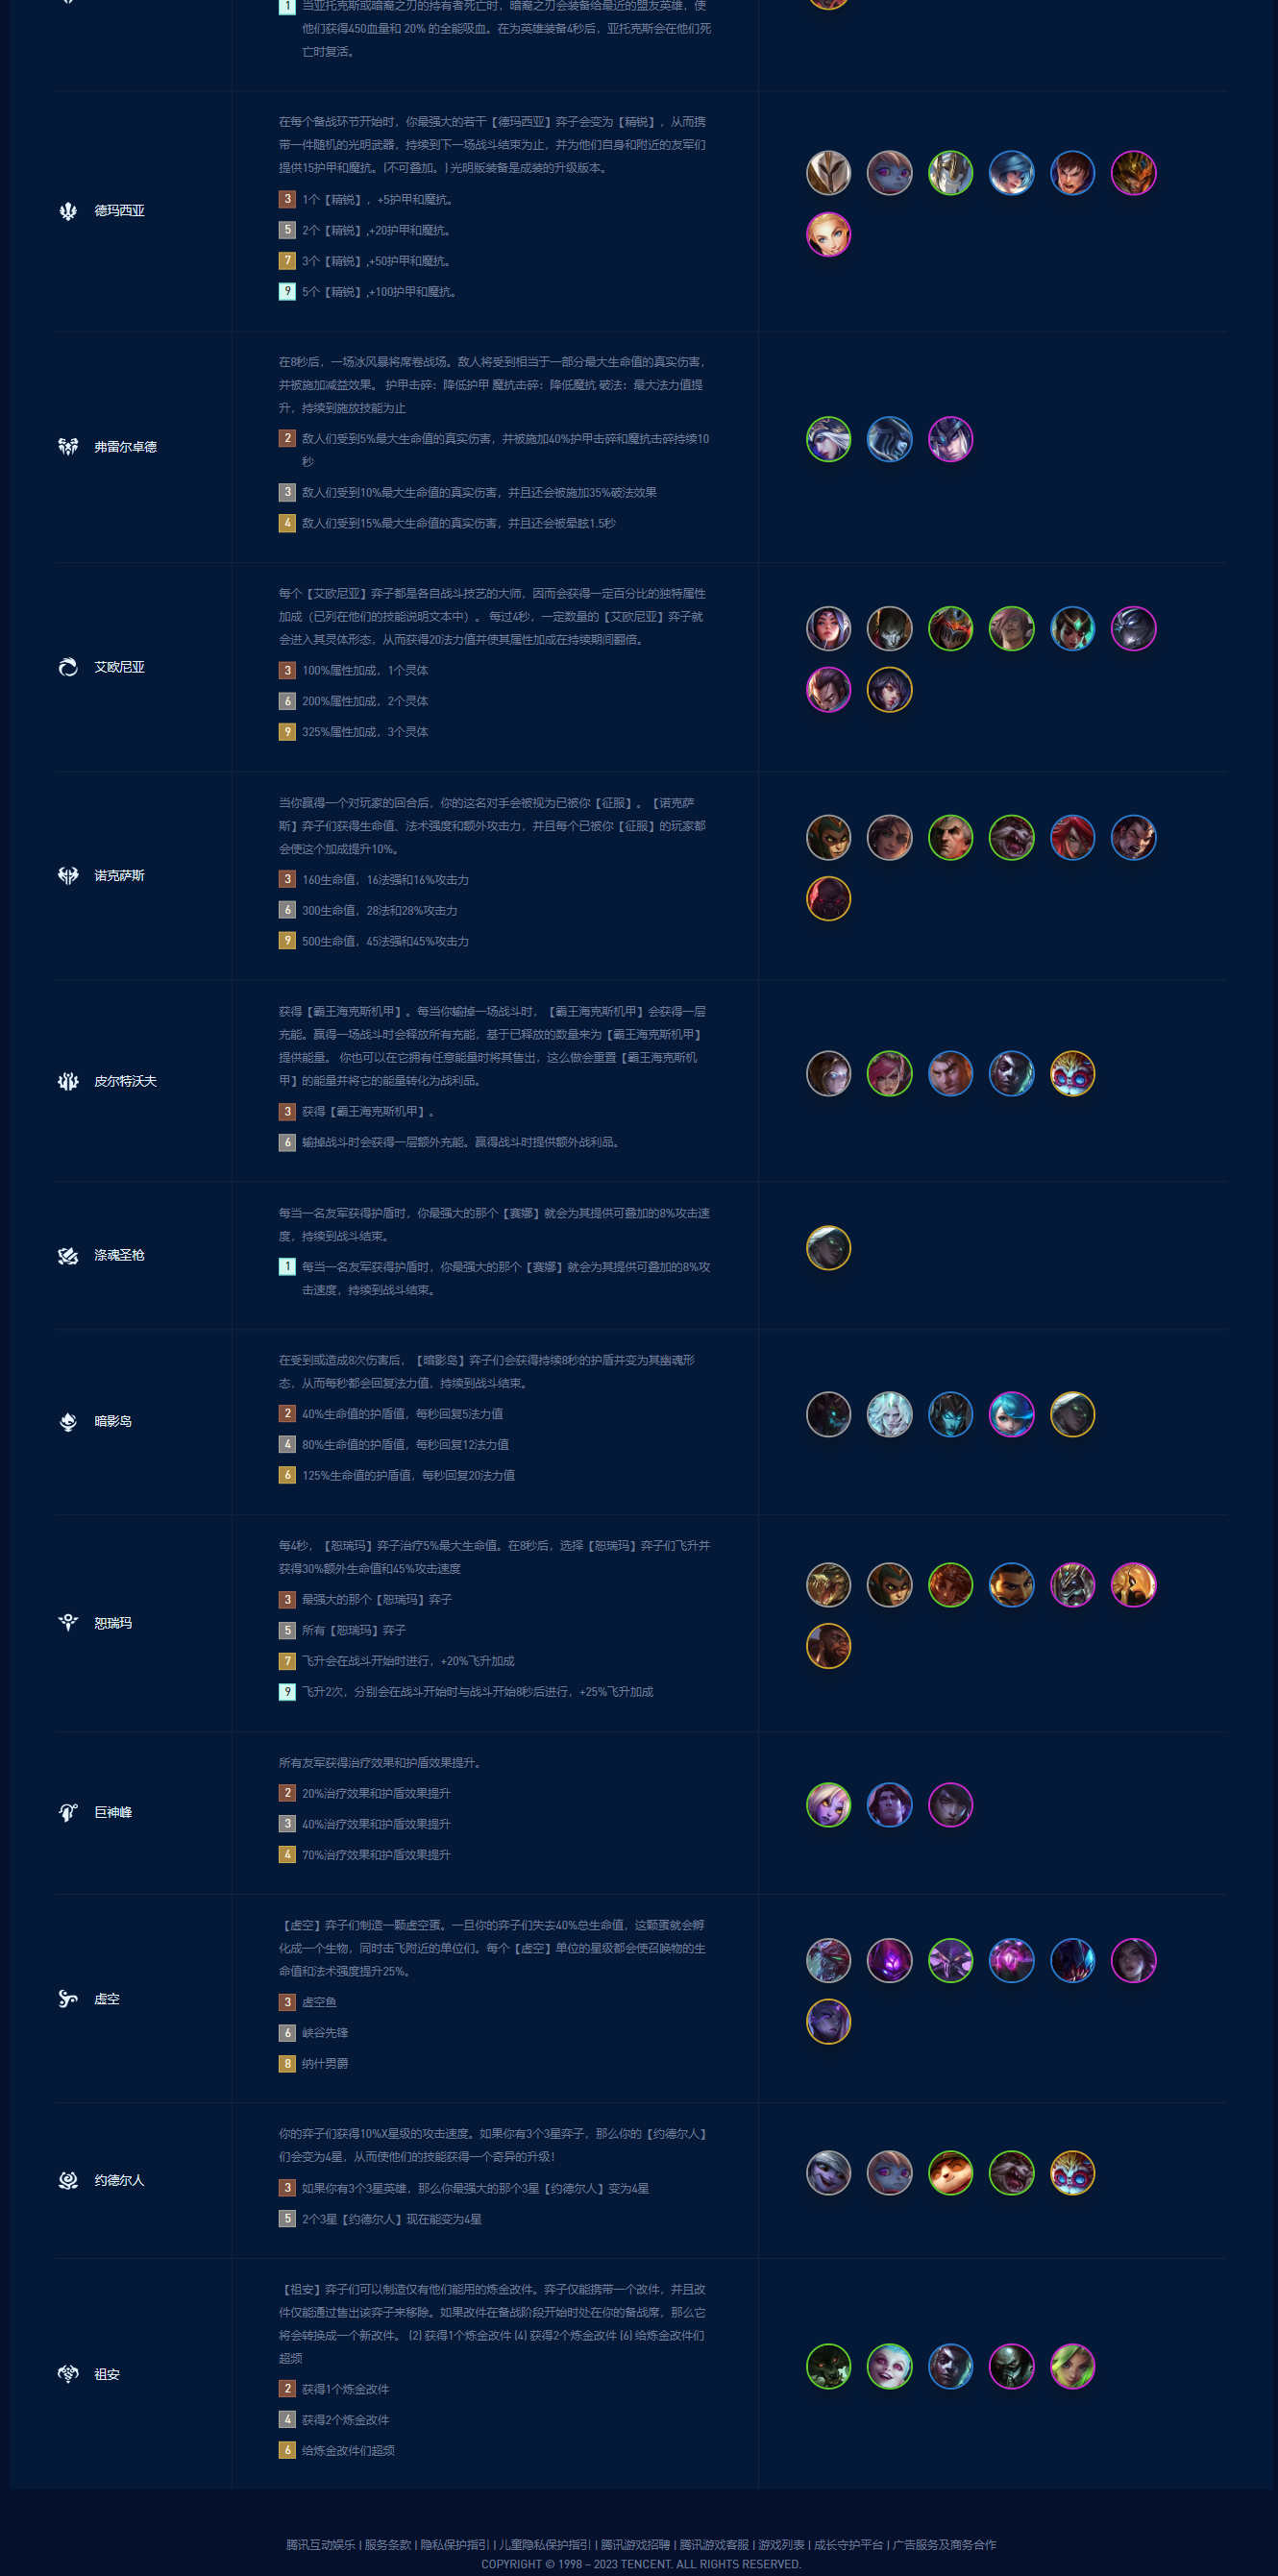 1 当亚托克斯或暗裔之刃的持有者死亡时，暗裔之刃会装备给最近的盟友英雄，使
他们获得450血量和 20% 的全能吸血。在为英雄装备4秒后，亚托克斯会在他们死
亡时复活。
德玛西亚
在每个备战环节开始时，你最强大的若干【德玛西亚】弈子会变为【精锐】，从而携
带一件随机的光明武器，持续到下一场战斗结束为止，并为他们自身和附近的友军们
提供15护甲和魔抗。[不可叠加。] 光明版装备是成装的升级版本。
3 1个【精锐】，+5护甲和魔抗。
5 2个【精锐】,+20护甲和魔抗。
7 3个【精锐】,+50护甲和魔抗。
9 5个【精锐】,+100护甲和魔抗。
弗雷尔卓德
在8秒后，一场冰风暴将席卷战场。敌人将受到相当于一部分最大生命值的真实伤害，
并被施加减益效果。 护甲击碎：降低护甲 魔抗击碎：降低魔抗 破法：最大法力值提
升，持续到施放技能为止
2 敌人们受到5%最大生命值的真实伤害，并被施加40%护甲击碎和魔抗击碎持续10
秒
3 敌人们受到10%最大生命值的真实伤害，并且还会被施加35%破法效果
4 敌人们受到15%最大生命值的真实伤害，并且还会被晕眩1.5秒
艾欧尼亚
每个【艾欧尼亚】弈子都是各自战斗技艺的大师，因而会获得一定百分比的独特属性
加成（已列在他们的技能说明文本中）。 每过4秒，一定数量的【艾欧尼亚】弈子就
会进入其灵体形态，从而获得20法力值并使其属性加成在持续期间翻倍。
3 100%属性加成，1个灵体
6 200%属性加成，2个灵体
9 325%属性加成，3个灵体
诺克萨斯
当你赢得一个对玩家的回合后，你的这名对手会被视为已被你【征服】。【诺克萨
斯】弈子们获得生命值、法术强度和额外攻击力，并且每个已被你【征服】的玩家都
会使这个加成提升10%。
3 160生命值，16法强和16%攻击力
6 300生命值，28法和28%攻击力
9 500生命值，45法强和45%攻击力
皮尔特沃夫
获得【霸王海克斯机甲】。每当你输掉一场战斗时，【霸王海克斯机甲】会获得一层
充能。赢得一场战斗时会释放所有充能，基于已释放的数量来为【霸王海克斯机甲】
提供能量。 你也可以在它拥有任意能量时将其售出，这么做会重置【霸王海克斯机
甲】的能量并将它的能量转化为战利品。
3 获得【霸王海克斯机甲】。
6 输掉战斗时会获得一层额外充能。赢得战斗时提供额外战利品。
涤魂圣枪
每当一名友军获得护盾时，你最强大的那个【赛娜】就会为其提供可叠加的8%攻击速
度，持续到战斗结束。
1 每当一名友军获得护盾时，你最强大的那个【赛娜】就会为其提供可叠加的8%攻
击速度，持续到战斗结束。
暗影岛
在受到或造成8次伤害后，【暗影岛】弈子们会获得持续8秒的护盾并变为其幽魂形
态，从而每秒都会回复法力值，持续到战斗结束。
2 40%生命值的护盾值，每秒回复5法力值
4 80%生命值的护盾值，每秒回复12法力值
6 125%生命值的护盾值，每秒回复20法力值
恕瑞玛
每4秒，【恕瑞玛】弈子治疗5%最大生命值。在8秒后，选择【恕瑞玛】弈子们飞升并
获得30%额外生命值和45%攻击速度
3 最强大的那个【恕瑞玛】弈子
5 所有【恕瑞玛】弈子
7 飞升会在战斗开始时进行，+20%飞升加成
9 飞升2次，分别会在战斗开始时与战斗开始8秒后进行，+25%飞升加成
巨神峰
所有友军获得治疗效果和护盾效果提升。
2 20%治疗效果和护盾效果提升
3 40%治疗效果和护盾效果提升
4 70%治疗效果和护盾效果提升
虚空
【虚空】弈子们制造一颗虚空蛋。一旦你的弈子们失去40%总生命值，这颗蛋就会孵
化成一个生物，同时击飞附近的单位们。每个【虚空】单位的星级都会使召唤物的生
命值和法术强度提升25%。
3 虚空鱼
6 峡谷先锋
8 纳什男爵
约德尔人
你的弈子们获得10%X星级的攻击速度。如果你有3个3星弈子，那么你的【约德尔人】
们会变为4星，从而使他们的技能获得一个奇异的升级！
3 如果你有3个3星英雄，那么你最强大的那个3星【约德尔人】变为4星
5 2个3星【约德尔人】现在能变为4星
祖安
【祖安】弈子们可以制造仅有他们能用的炼金改件。弈子仅能携带一个改件，并且改
件仅能通过售出该弈子来移除。如果改件在备战阶段开始时处在你的备战席，那么它
将会转换成一个新改件。 [2] 获得1个炼金改件 [4] 获得2个炼金改件 [6] 给炼金改件们
超频
2 获得1个炼金改件
4 获得2个炼金改件
6 给炼金改件们超频
腾讯互动娱乐 | 服务条款 | 隐私保护指引 | 儿童隐私保护指引 | 腾讯游戏招聘 | 腾讯游戏客服 | 游戏列表 | 成长守护平台 | 广告服务及商务合作
COPYRIGHT © 1998 – 2023 TENCENT. ALL RIGHTS RESERVED.